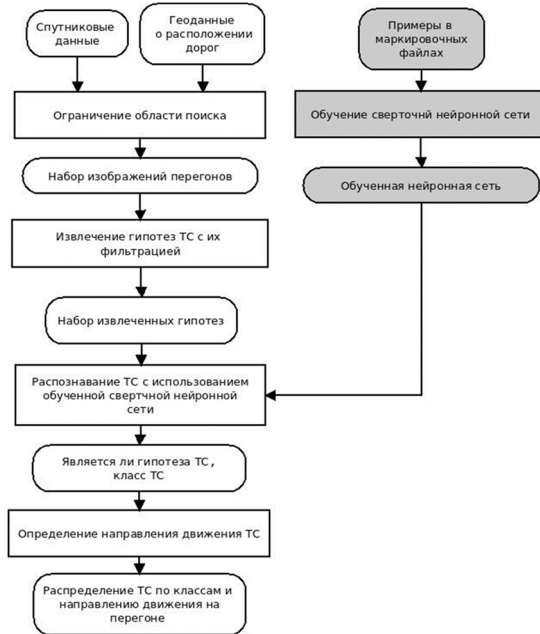 Спутниковые
данные
Геоданные
о расположении
дорог
Примеры в
маркировочных
файлах
Ограничение области поиска
Обучение сверточнй нейронной сети
Набор изображений перегонов
Обученная нейронная сеть
Извлечение гипотез ТС с их
фильтрацией
Набор извлеченных гипотез
Распознавание ТС с использованием
обученной свертчной нейронной
сети
Является ли гипотеза ТС,
класс ТС
Определение направления движения ТС
Распределение ТС по классам и
направлению движения на
перегоне